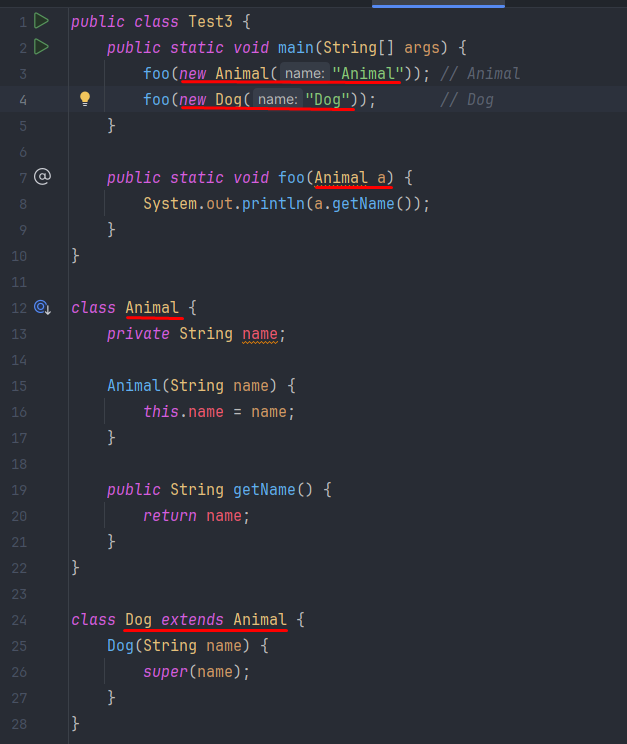 1 public class Test3 {
2 public static void main(String[] args) {
3 foo(new Animal( name: "Animal")); // Animal
4 foo(new Dog( name: "Dog")); // Dog
5 }
6
7 @ public static void foo(Animal a) {
8 System.out.println(a.getName());
9 }
10 }
11
12 class Animal {
13 private String name;
14
15 Animal(String name) {
16 this.name = name;
17 }
18
19 public String getName() {
20 return name;
21 }
22 }
23
24 class Dog extends Animal {
25 Dog(String name) {
26 super(name);
27 }
28 }